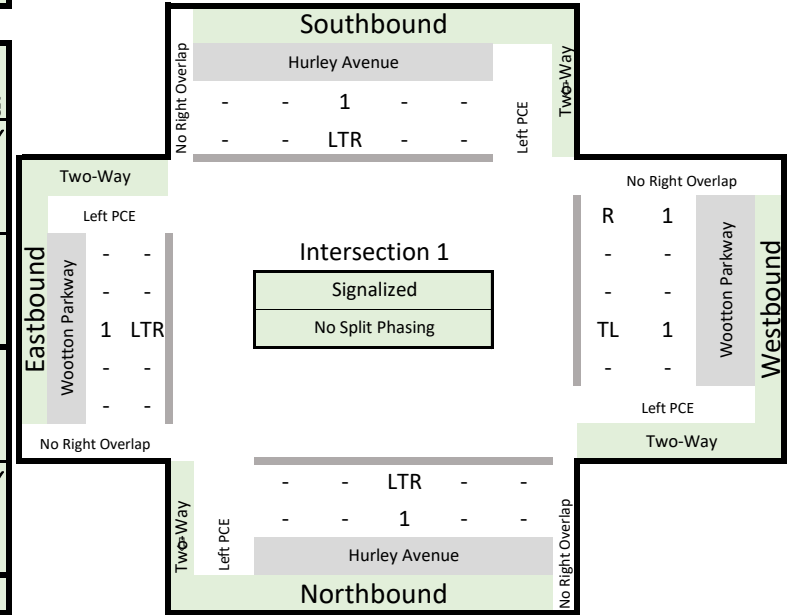 Southbound
Hurley Avenue
No Right Overlap
Two-Way
Left PCE
- - 1 - -
- - LTR - -
Two-Way
Left PCE
Eastbound
Wootton Parkway
- -
- -
1 LTR
- -
- -
No Right Overlap
Intersection 1
Signalized
No Split Phasing
No Right Overlap
R 1
- -
- -
TL 1
- -
Wootton Parkway
Westbound
Left PCE
Two-Way
- - LTR - -
- - 1 - -
Two-Way
Left PCE
No Right Overlap
Hurley Avenue
Northbound